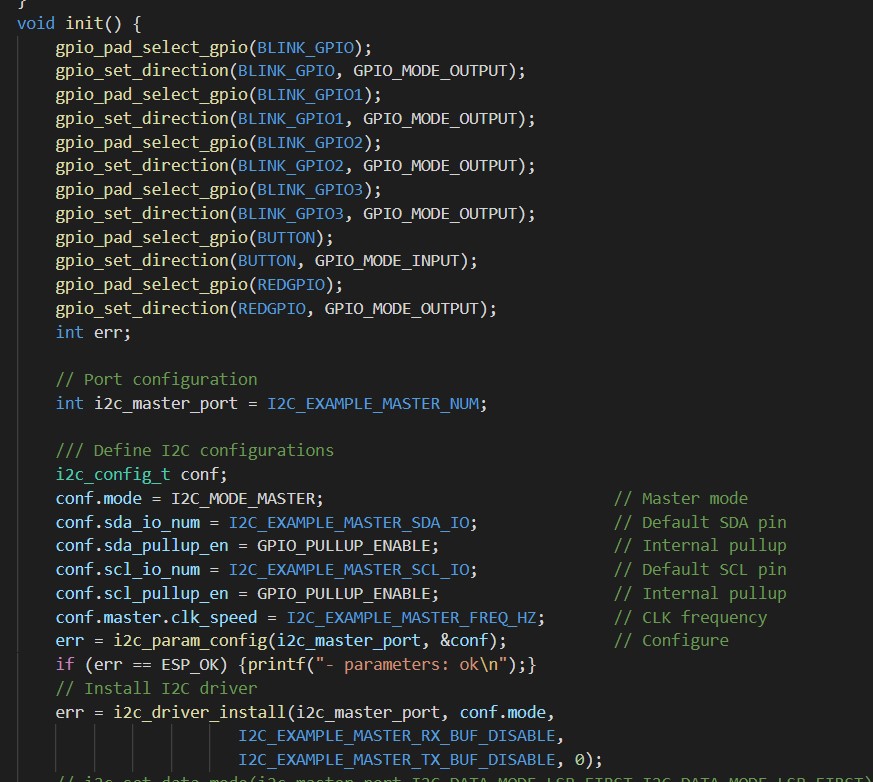 }
void init() {
    gpio_pad_select_gpio(BLINK_GPIO);
    gpio_set_direction(BLINK_GPIO, GPIO_MODE_OUTPUT);
    gpio_pad_select_gpio(BLINK_GPIO1);
    gpio_set_direction(BLINK_GPIO1, GPIO_MODE_OUTPUT);
    gpio_pad_select_gpio(BLINK_GPIO2);
    gpio_set_direction(BLINK_GPIO2, GPIO_MODE_OUTPUT);
    gpio_pad_select_gpio(BLINK_GPIO3);
    gpio_set_direction(BLINK_GPIO3, GPIO_MODE_OUTPUT);
    gpio_pad_select_gpio(BUTTON);
    gpio_set_direction(BUTTON, GPIO_MODE_INPUT);
    gpio_pad_select_gpio(REDGPIO);
    gpio_set_direction(REDGPIO, GPIO_MODE_OUTPUT);
    int err;

    // Port configuration
    int i2c_master_port = I2C_EXAMPLE_MASTER_NUM;

    /// Define I2C configurations
    i2c_config_t conf;
    conf.mode = I2C_MODE_MASTER;                              // Master mode
    conf.sda_io_num = I2C_EXAMPLE_MASTER_SDA_IO;              // Default SDA pin
    conf.sda_pullup_en = GPIO_PULLUP_ENABLE;                  // Internal pullup
    conf.scl_io_num = I2C_EXAMPLE_MASTER_SCL_IO;              // Default SCL pin
    conf.scl_pullup_en = GPIO_PULLUP_ENABLE;                  // Internal pullup
    conf.master.clk_speed = I2C_EXAMPLE_MASTER_FREQ_HZ;       // CLK frequency
    err = i2c_param_config(i2c_master_port, &conf);           // Configure
    if (err == ESP_OK) {printf("- parameters: ok\n");}
    // Install I2C driver
    err = i2c_driver_install(i2c_master_port, conf.mode,
                       I2C_EXAMPLE_MASTER_RX_BUF_DISABLE,
                       I2C_EXAMPLE_MASTER_TX_BUF_DISABLE, 0);
    // i2c_set_data_mode(i2c_master_port,I2C_DATA_MODE_LSB_FIRST,I2C_DATA_MODE_LSB_FIRST)